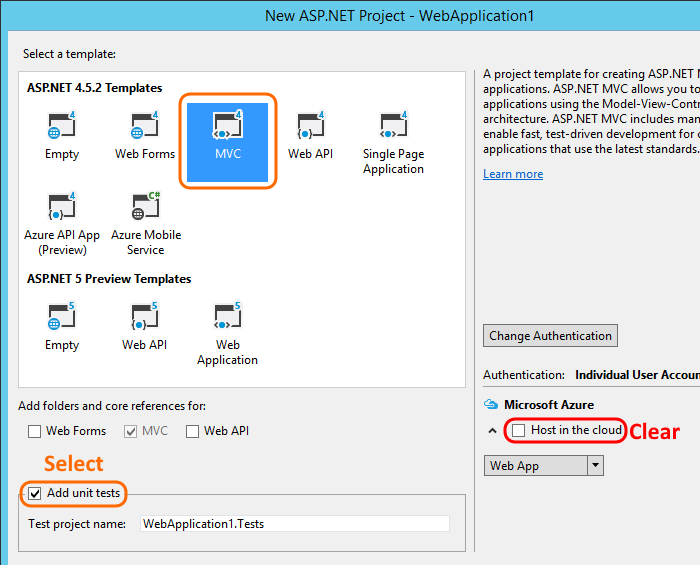 New ASP.NET Project - WebApplication1
Select a template:
ASP.NET 4.5.2 Templates
4
Empty
4
Web Forms
4
MVC
4
Web API
4
Single Page
Application
4
Azure API App
(Preview)
C#
Azure Mobile
Service
ASP.NET 5 Preview Templates
5
Empty
5
Web API
5
Web
Application
A project template for creating ASP.NET
applications. ASP.NET MVC allows you to
applications using the Model-View-Contr
architecture. ASP.NET MVC includes man
enable fast, test-driven development for c
applications that use the latest standards.
Learn more
Change Authentication
Authentication: Individual User Accoun
Microsoft Azure
Host in the cloud
Clear
Web App
Add folders and core references for:
Web Forms
MVC
Web API
Select
Add unit tests
Test project name:
WebApplication1.Tests